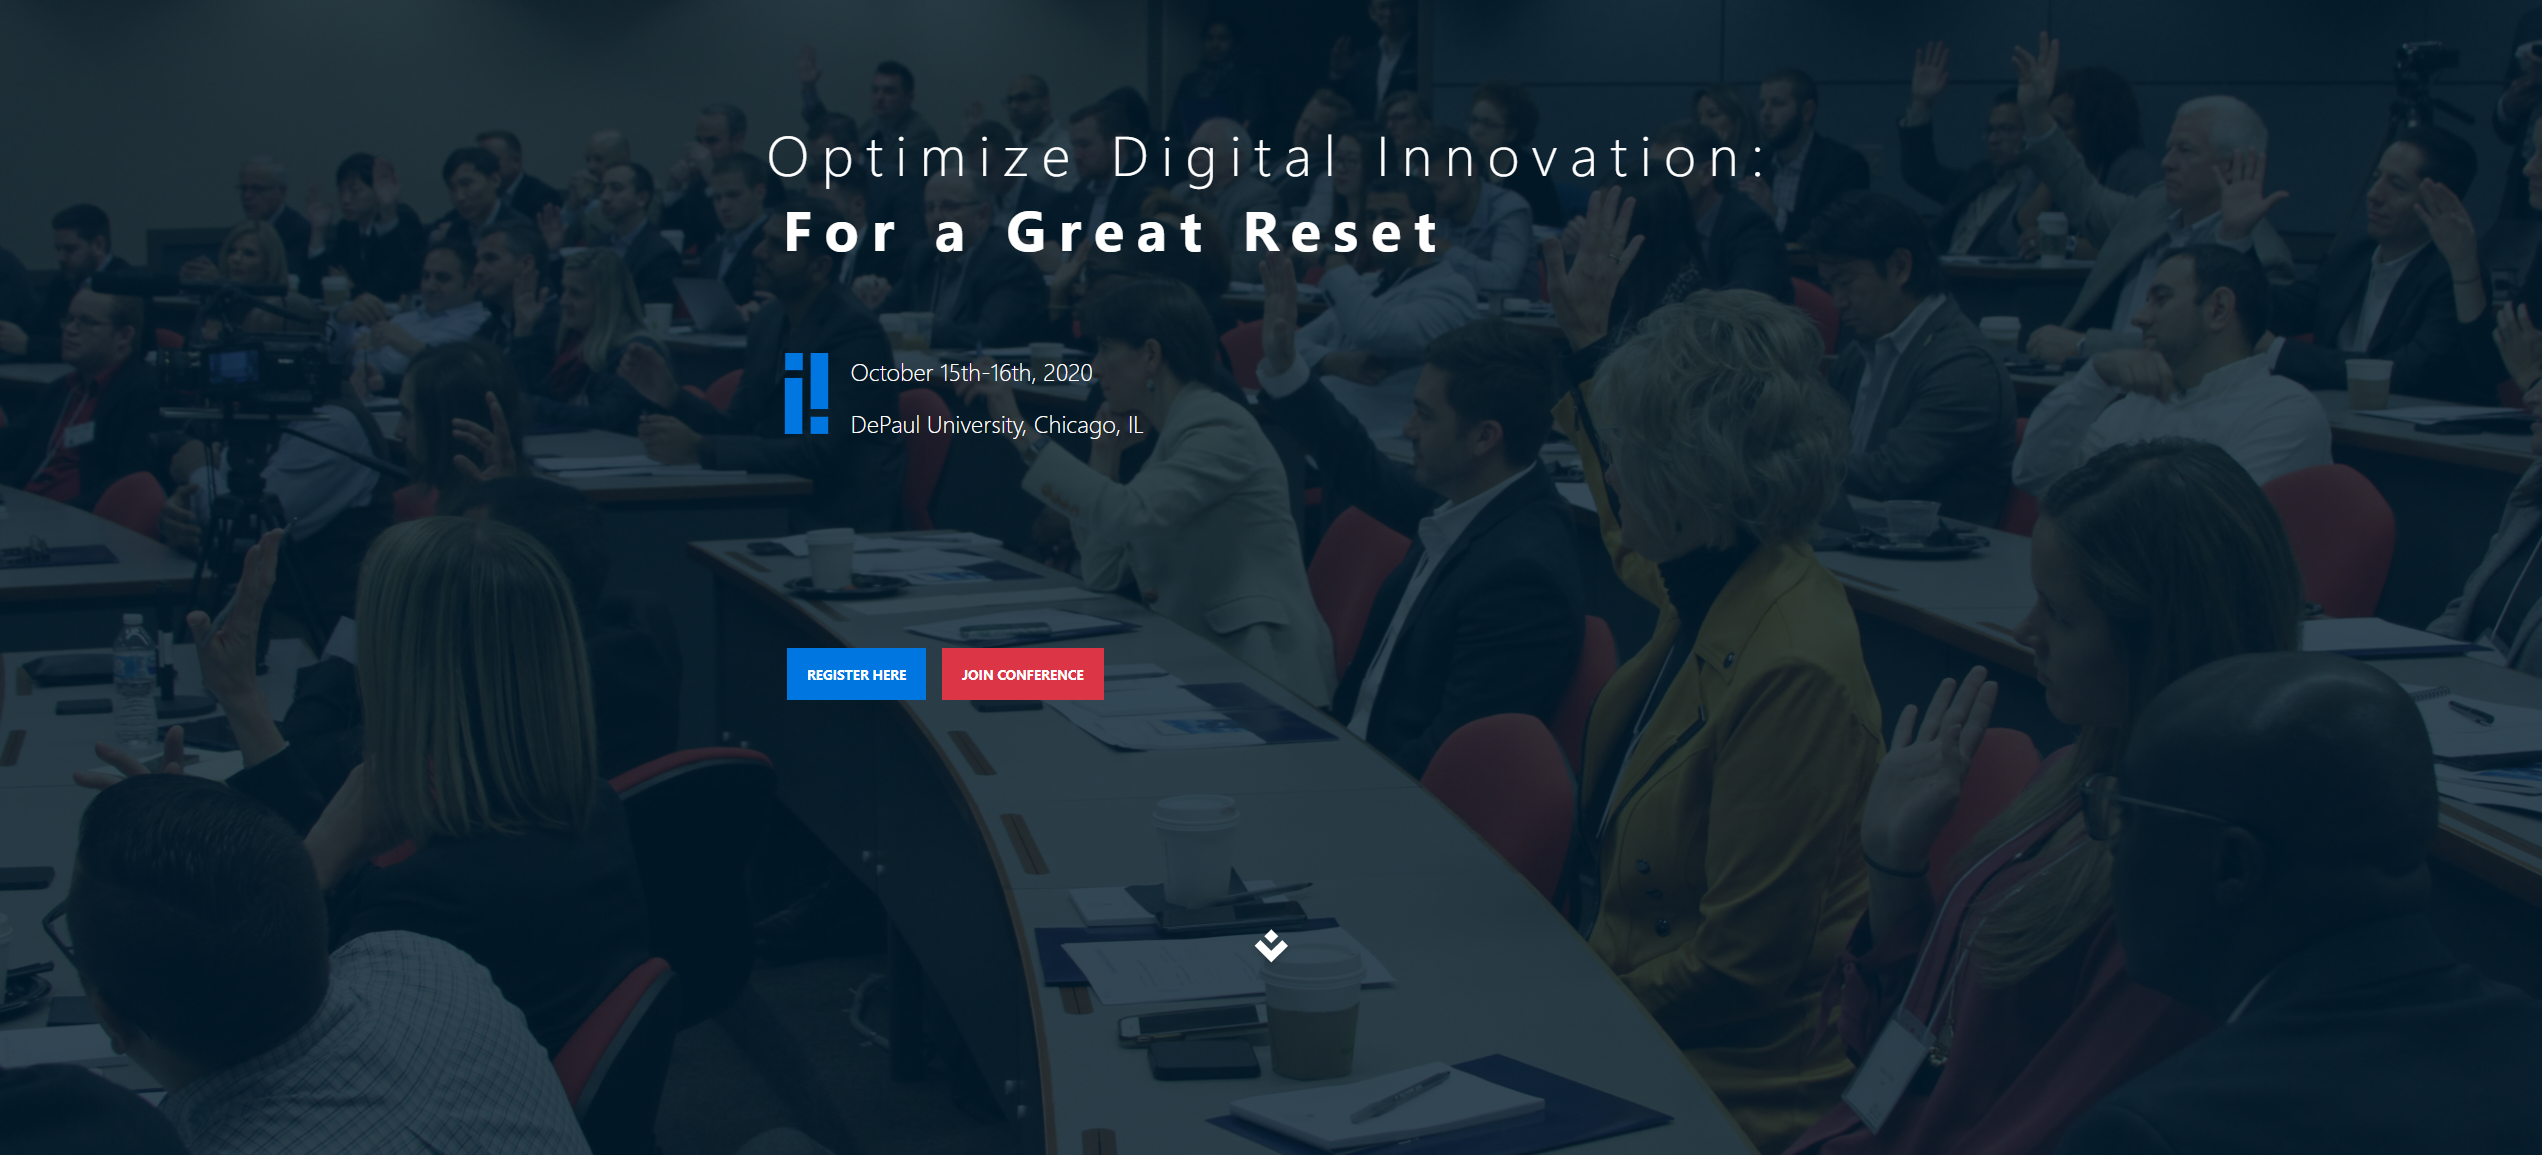 Optimize Digital Innovation:
For a Great Reset
October 15th-16th, 2020
DePaul University, Chicago, IL
REGISTER HERE
JOIN CONFERENCE